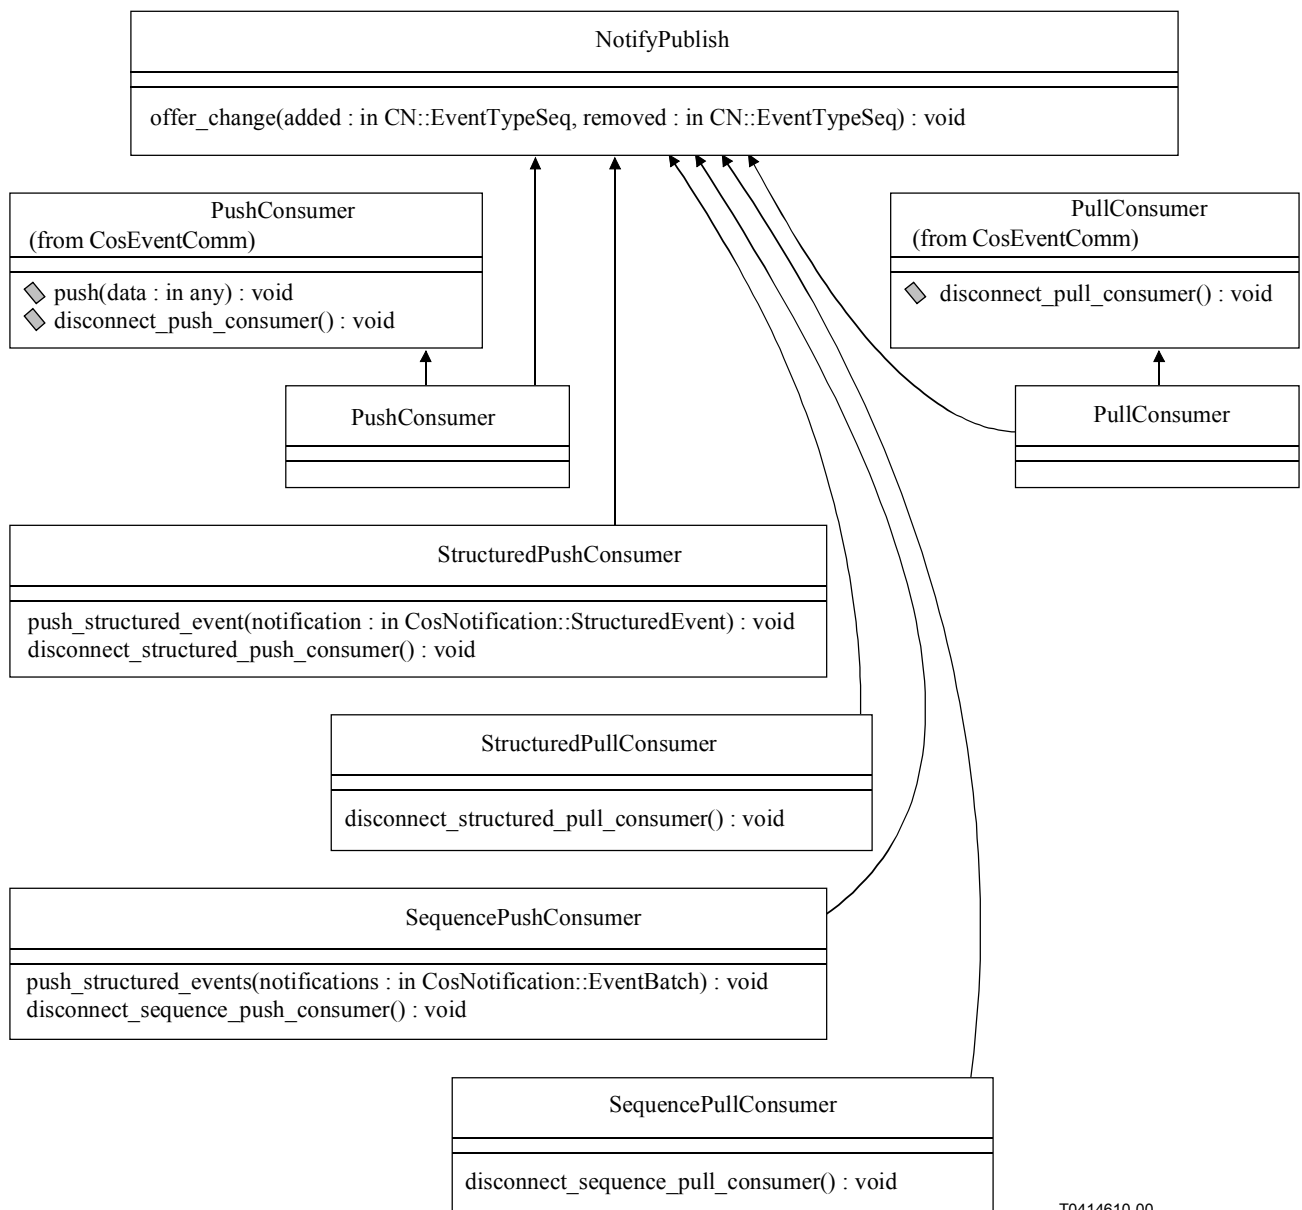 NotifyPublish
offer_change(added : in CN::EventTypeSeq, removed : in CN::EventTypeSeq) : void
PushConsumer
(from CosEventComm)
push(data : in any) : void
disconnect_push_consumer() : void
PullConsumer
(from CosEventComm)
disconnect_pull_consumer() : void
PushConsumer
PullConsumer
StructuredPushConsumer
push_structured_event(notification : in CosNotification::StructuredEvent) : void
disconnect_structured_push_consumer() : void
StructuredPullConsumer
disconnect_structured_pull_consumer() : void
SequencePushConsumer
push_structured_events(notifications : in CosNotification::EventBatch) : void
disconnect_sequence_push_consumer() : void
SequencePullConsumer
disconnect_sequence_pull_consumer() : void
T0414610-00